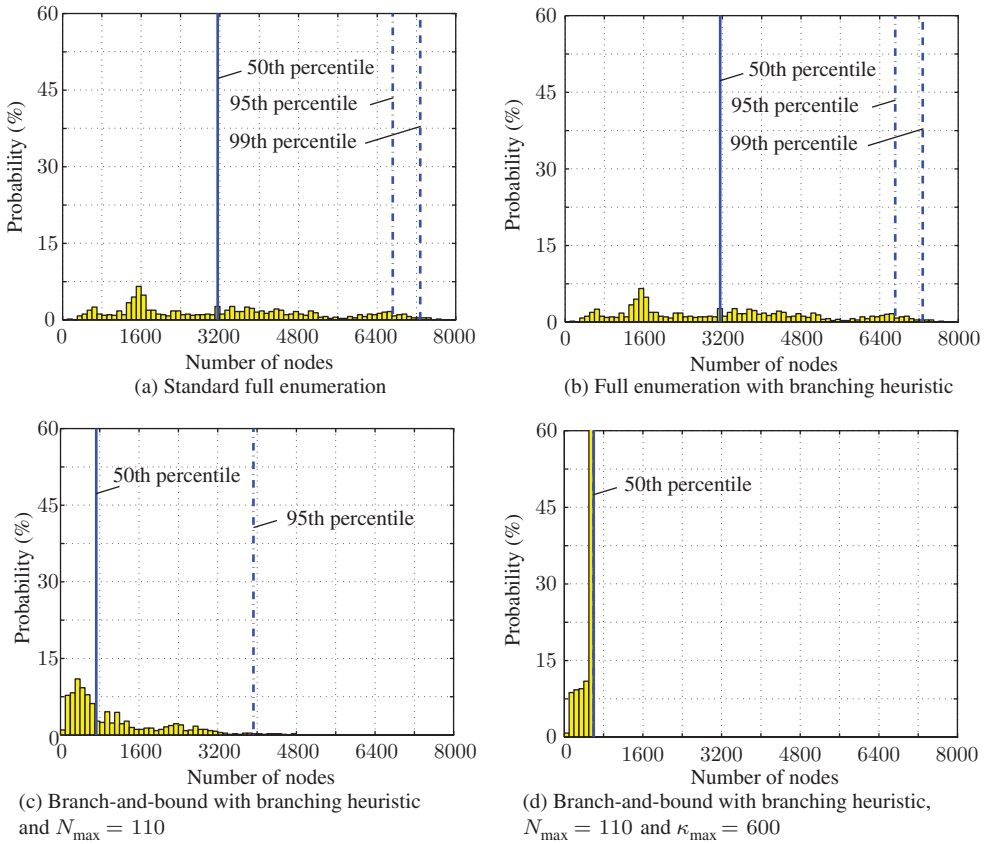 60
45
30
15
0
Probability (%)
50th percentile
95th percentile
99th percentile
0 1600 3200 4800 6400 8000
Number of nodes
(a) Standard full enumeration
60
45
30
15
0
Probability (%)
50th percentile
95th percentile
99th percentile
0 1600 3200 4800 6400 8000
Number of nodes
(b) Full enumeration with branching heuristic
60
45
30
15
0
Probability (%)
50th percentile
95th percentile
0 1600 3200 4800 6400 8000
Number of nodes
(c) Branch-and-bound with branching heuristic
and Nmax = 110
60
45
30
15
0
Probability (%)
50th percentile
0 1600 3200 4800 6400 8000
Number of nodes
(d) Branch-and-bound with branching heuristic,
Nmax = 110 and κmax = 600